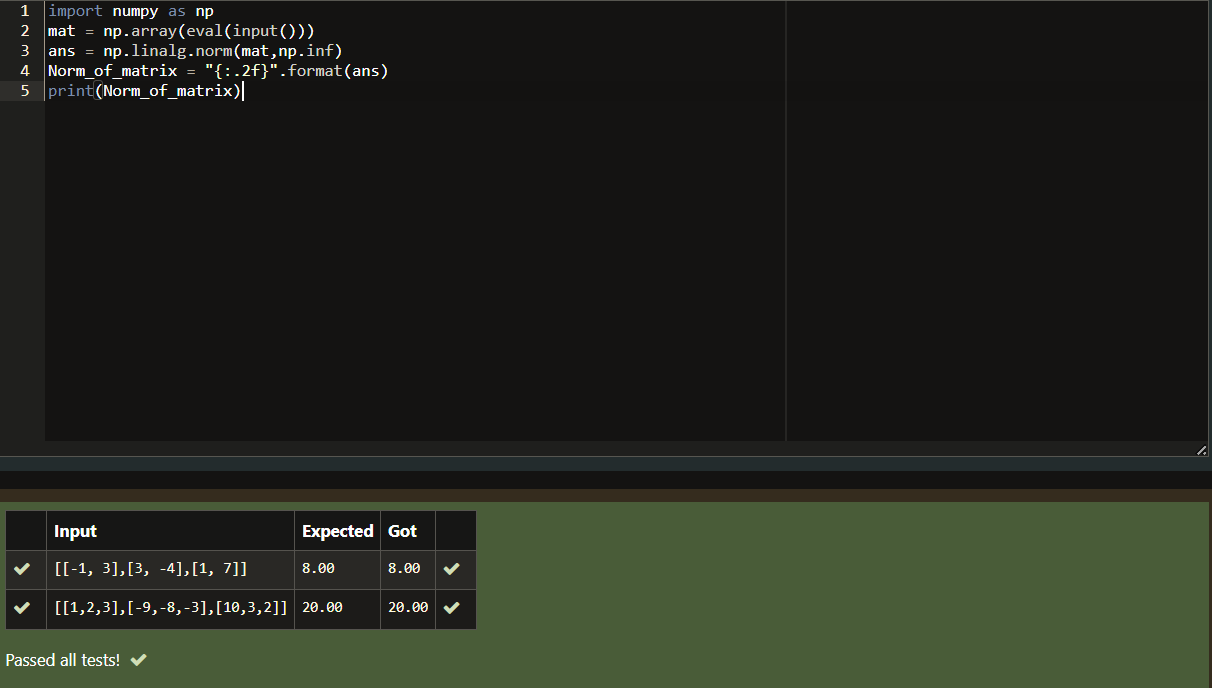 1 import numpy as np
2 mat = np.array(eval(input()))
3 ans = np.linalg.norm(mat,np.inf)
4 Norm_of_matrix = "{:.2f}".format(ans)
5 print(Norm_of_matrix)
Input Expected Got
[[-1, 3],[3, -4],[1, 7]] 8.00 8.00
[[1,2,3],[-9,-8,-3],[10,3,2]] 20.00 20.00
Passed all tests!